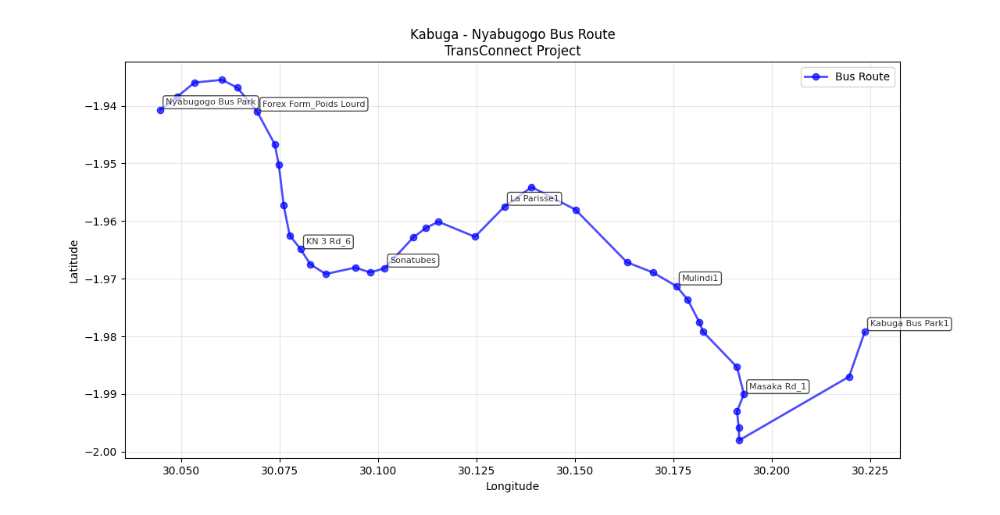 Kabuga - Nyabugogo Bus Route
TransConnect Project
Bus Route
Nyabugogo Bus Park
Forex Form_Poids Lourd
KN 3 Rd_6
Sonatubes
La Parisse1
Mulindi1
Kabuga Bus Park1
Masaka Rd_1
Latitude
−1.94
−1.95
−1.96
−1.97
−1.98
−1.99
−2.00
30.050
30.075
30.100
30.125
30.150
30.175
30.200
30.225
Longitude